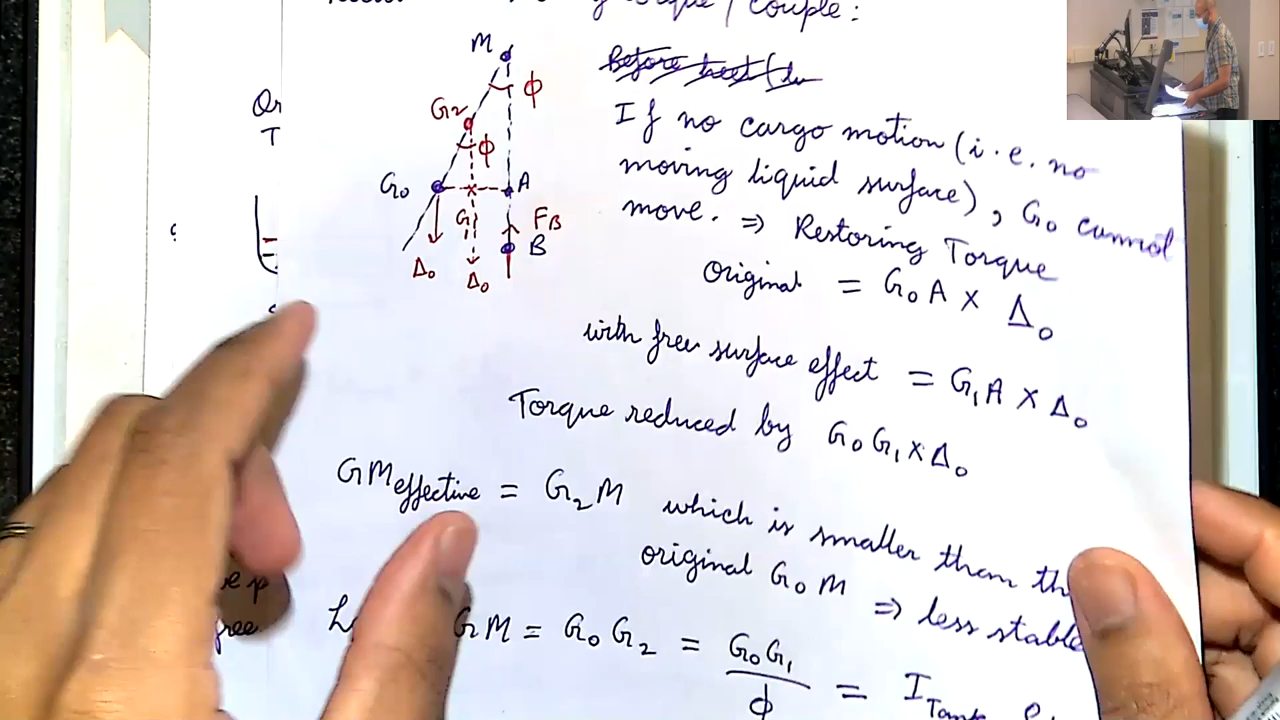 couple:
M
φ
G2
φ
G0
A
G1
FB
B
Δ0
Δ0
If no cargo motion (i.e. no
moving liquid surface), G0 cannot
move. ⇒ Restoring Torque
original = G0A × Δ0
with free surface effect = G1A × Δ0
Torque reduced by G0G1 × Δ0
GMeffective = G2M which is smaller than th
original G0M ⇒ less stable
GM = G0G2 = G0G1 / φ = ITank